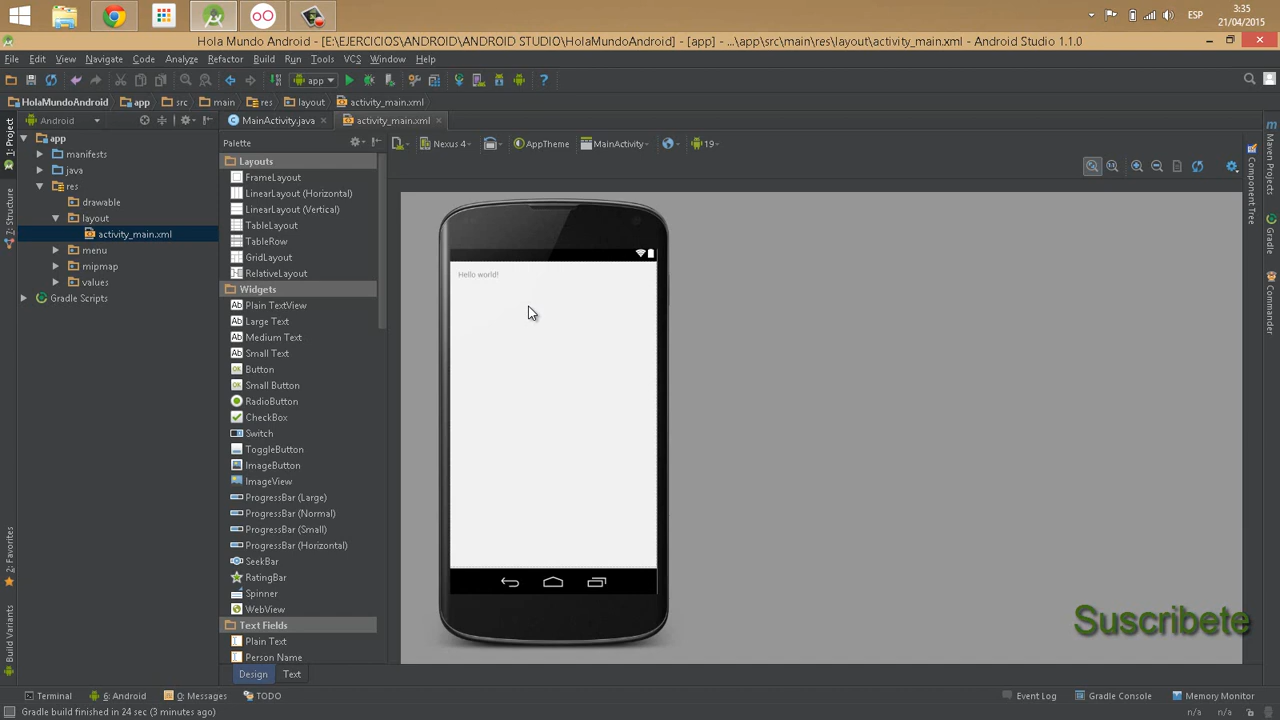 ESP
3:35
21/04/2015
Hola Mundo Android - [E:\EJERCICIOS\ANDROID\ANDROID STUDIO\HolaMundoAndroid] - [app] - ...\app\src\main\res\layout\activity_main.xml - Android Studio 1.1.0
File Edit View Navigate Code Analyze Refactor Build Run Tools VCS Window Help
app
HolaMundoAndroid app src main res layout activity_main.xml
Android
MainActivity.java activity_main.xml
1: Project
7: Structure
2: Favorites
Build Variants
app
manifests
java
res
drawable
layout
activity_main.xml
menu
mipmap
values
Gradle Scripts
Palette
Layouts
FrameLayout
LinearLayout (Horizontal)
LinearLayout (Vertical)
TableLayout
TableRow
GridLayout
RelativeLayout
Widgets
Ab Plain TextView
Ab Large Text
Ab Medium Text
Ab Small Text
OK Button
OK Small Button
RadioButton
CheckBox
Switch
ToggleButton
ImageButton
ImageView
ProgressBar (Large)
ProgressBar (Normal)
ProgressBar (Small)
ProgressBar (Horizontal)
SeekBar
RatingBar
Spinner
WebView
Text Fields
Plain Text
Person Name
Design Text
Nexus 4 AppTheme MainActivity 19
Hello world!
Component Tree
Maven Projects
Gradle
Commander
Suscribete
Terminal 6: Android 0: Messages TODO Event Log Gradle Console Memory Monitor
Gradle build finished in 24 sec (3 minutes ago) n/a n/a